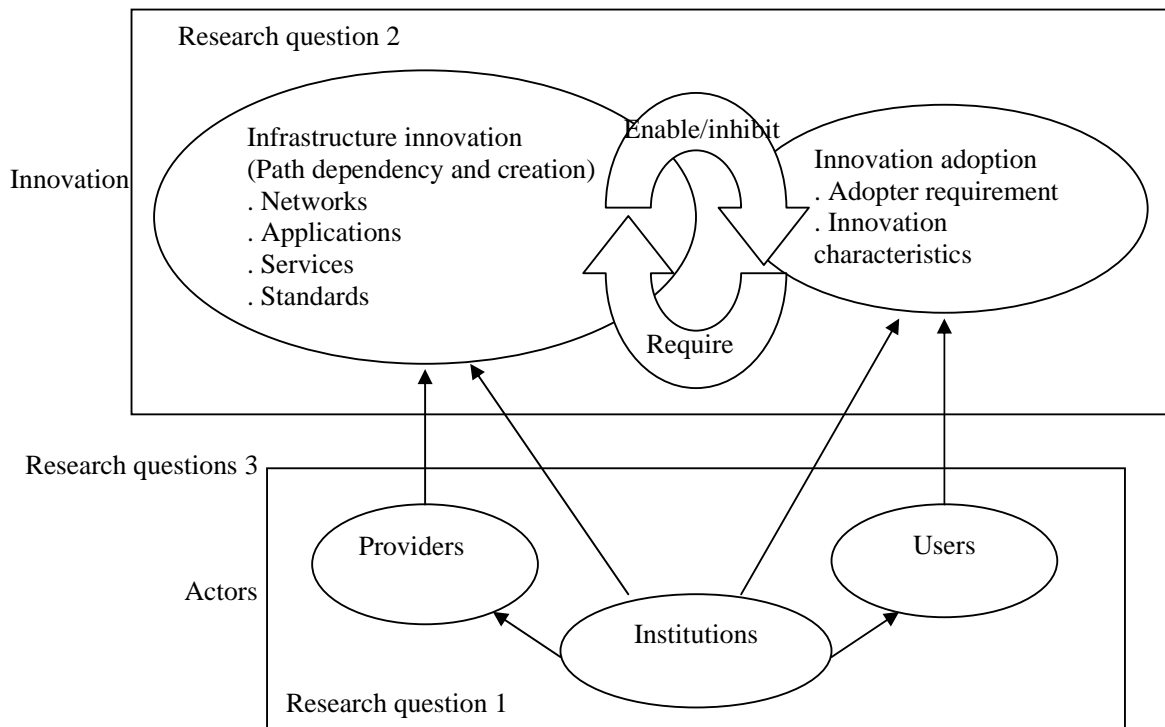 Research question 2
Innovation
Infrastructure innovation
(Path dependency and creation)
. Networks
. Applications
. Services
. Standards
Enable/inhibit
Require
Innovation adoption
. Adopter requirement
. Innovation
characteristics
Research questions 3
Actors
Providers
Users
Institutions
Research question 1